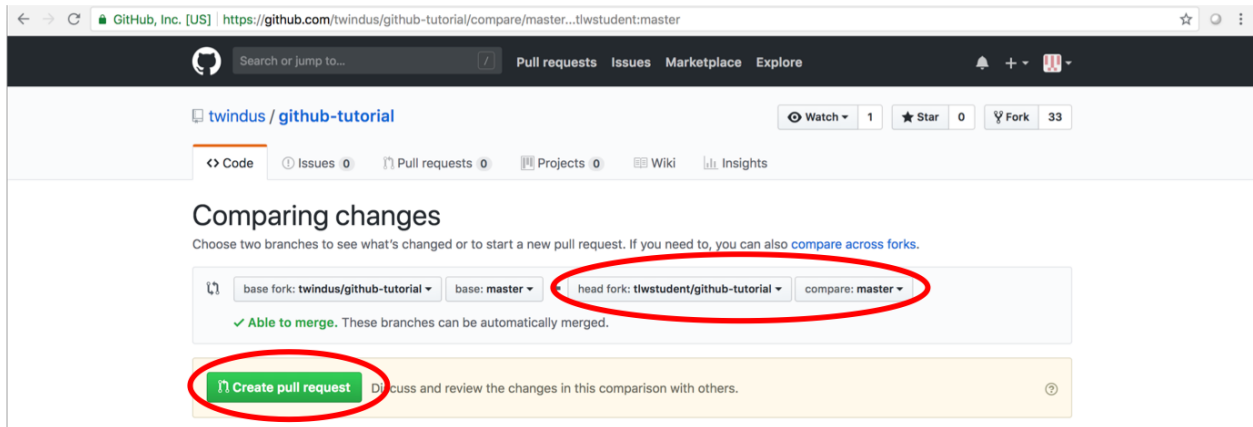 GitHub, Inc. [US] https://github.com/twindus/github-tutorial/compare/master...tlwstudent:master
Search or jump to... / Pull requests Issues Marketplace Explore
twindus / github-tutorial Watch 1 Star 0 Fork 33
Code Issues 0 Pull requests 0 Projects 0 Wiki Insights
Comparing changes
Choose two branches to see what's changed or to start a new pull request. If you need to, you can also compare across forks.
base fork: twindus/github-tutorial base: master head fork: tlwstudent/github-tutorial compare: master
✓ Able to merge. These branches can be automatically merged.
Create pull request Discuss and review the changes in this comparison with others.